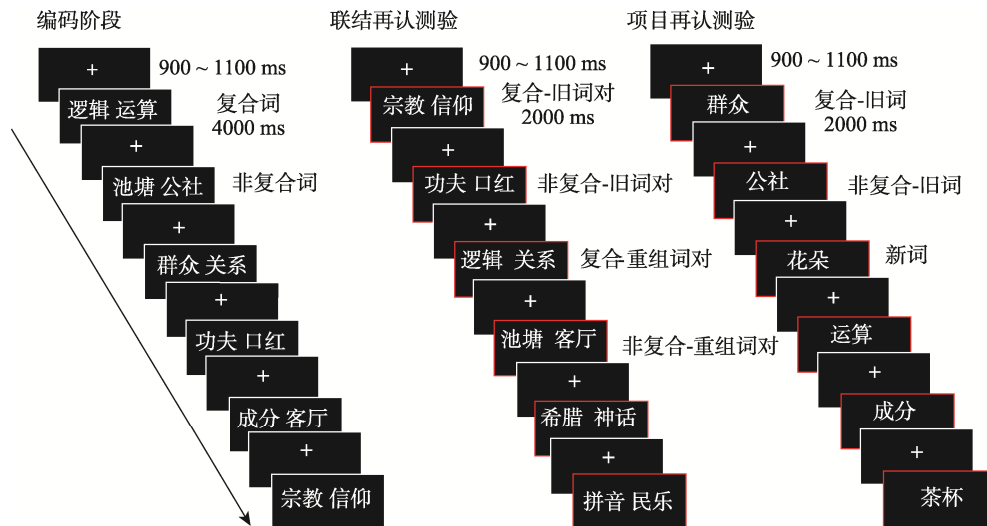 编码阶段
+
900 ~ 1100 ms
逻辑 运算
复合词
4000 ms
+
池塘 公社
非复合词
+
群众 关系
+
功夫 口红
+
成分 客厅
+
宗教 信仰
联结再认测验
+
900 ~ 1100 ms
宗教 信仰
复合-旧词对
2000 ms
+
功夫 口红
非复合-旧词对
+
逻辑 关系
复合-重组词对
+
池塘 客厅
非复合-重组词对
+
希腊 神话
+
拼音 民乐
项目再认测验
+
900 ~ 1100 ms
群众
复合-旧词
2000 ms
+
公社
非复合-旧词
+
花朵
新词
+
运算
+
成分
+
茶杯